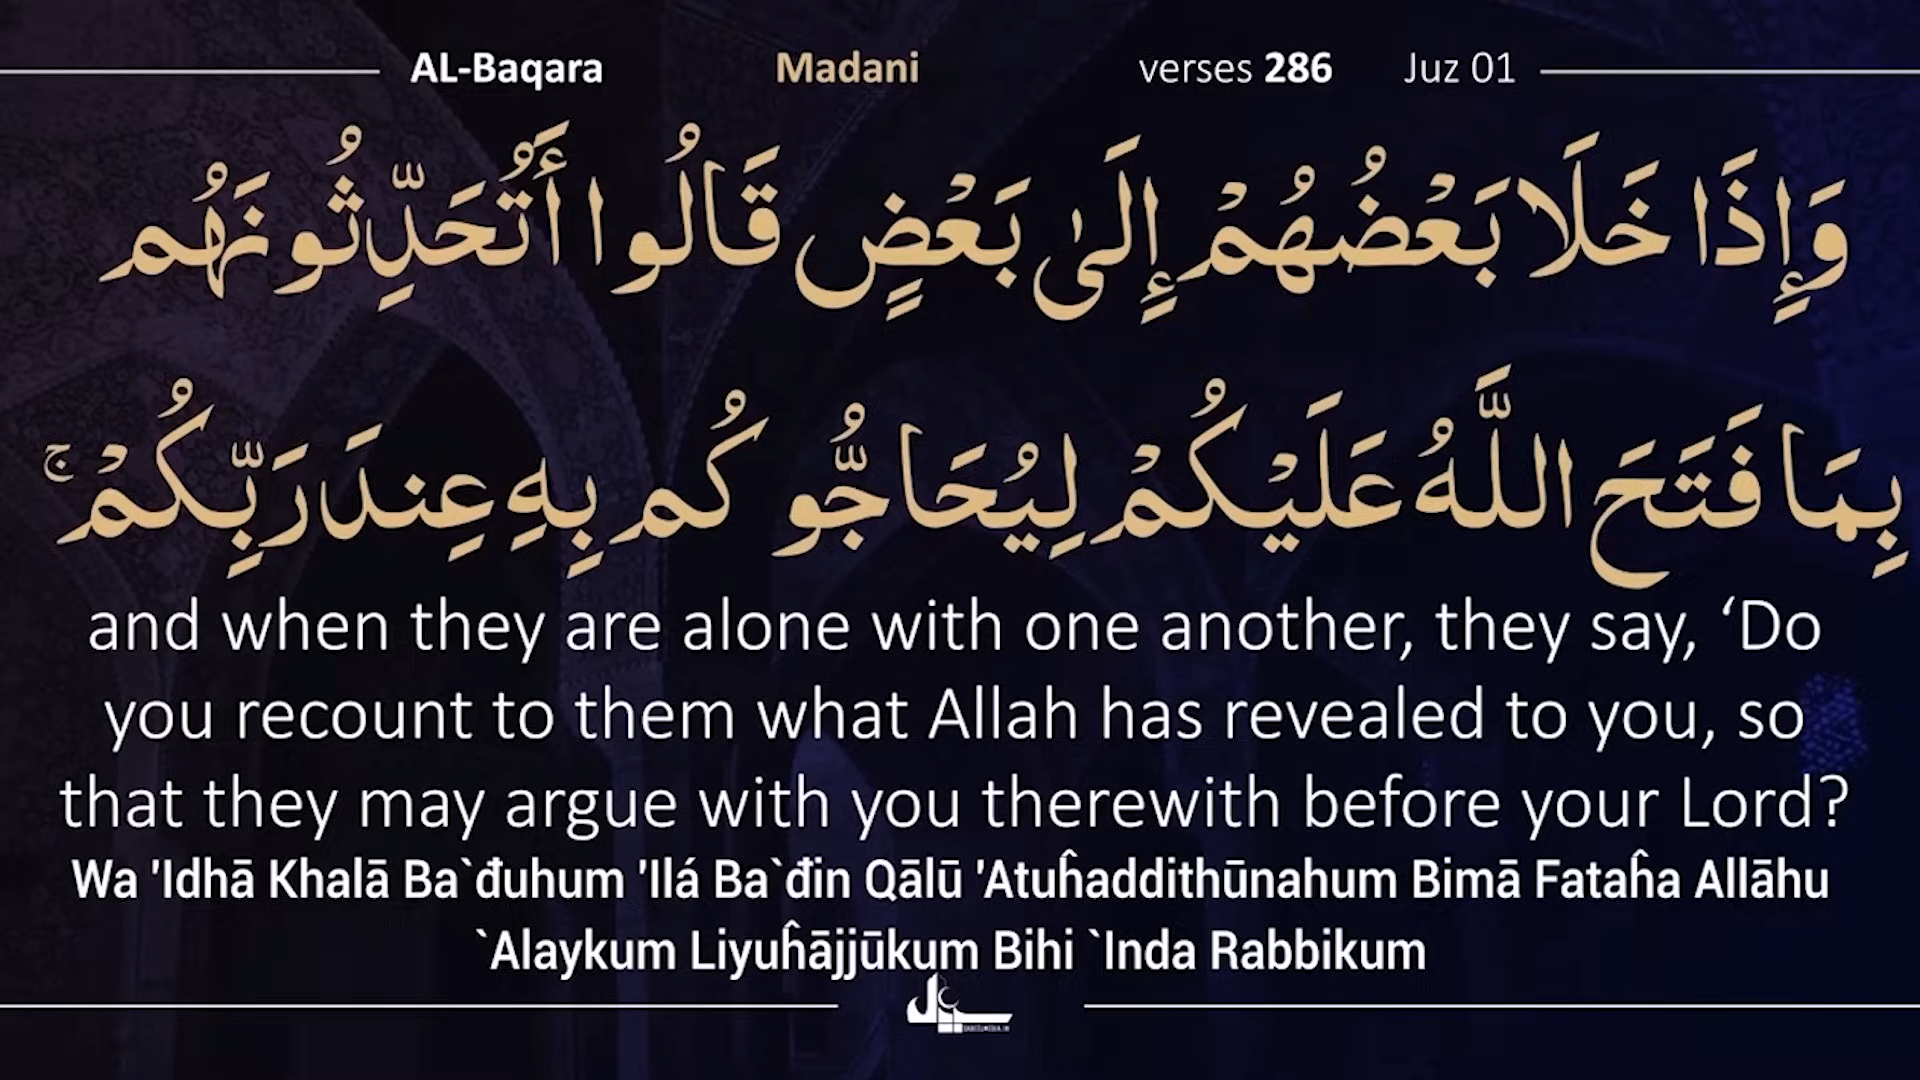 AL-Baqara Madani verses 286 Juz 01
وَإِذَا خَلَا بَعْضُهُمْ إِلَىٰ بَعْضٍ قَالُوا أَتُحَدِّثُونَهُم
بِمَا فَتَحَ اللَّهُ عَلَيْكُمْ لِيُحَاجُّوكُم بِهِ عِندَ رَبِّكُمْ ۚ
and when they are alone with one another, they say, ‘Do
you recount to them what Allah has revealed to you, so
that they may argue with you therewith before your Lord?
Wa 'Idhā Khalā Ba`đuhum 'Ilá Ba`đin Qālū 'Atuĥaddithūnahum Bimā Fataĥa Allāhu
`Alaykum Liyuĥājjūkum Bihi `Inda Rabbikum